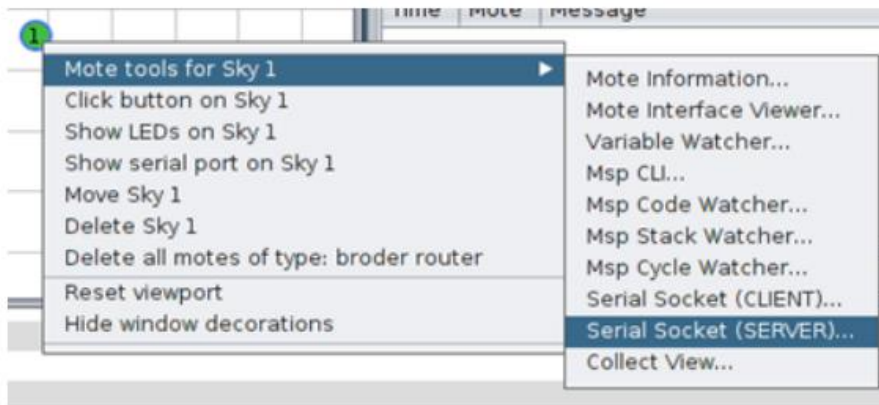 Time Mote Message
1
Mote tools for Sky 1
Click button on Sky 1
Show LEDs on Sky 1
Show serial port on Sky 1
Move Sky 1
Delete Sky 1
Delete all motes of type: broder router
Reset viewport
Hide window decorations
Mote Information...
Mote Interface Viewer...
Variable Watcher...
Msp CLI...
Msp Code Watcher...
Msp Stack Watcher...
Msp Cycle Watcher...
Serial Socket (CLIENT)...
Serial Socket (SERVER)...
Collect View...